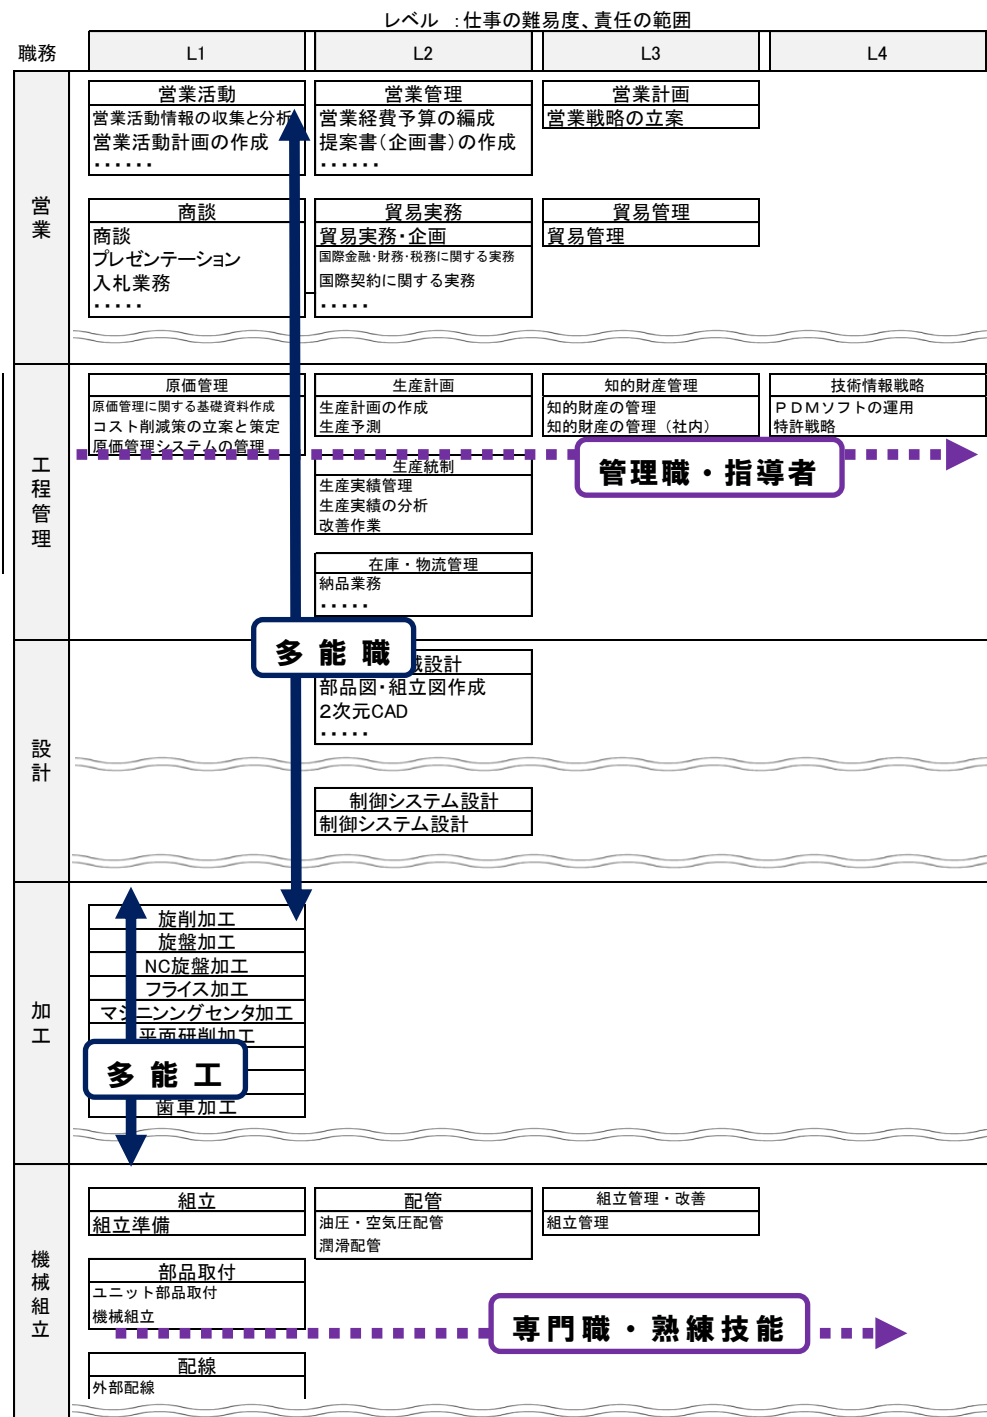 レベル ：仕事の難易度、責任の範囲
職務
L1
L2
L3
L4
営業
営業活動
営業活動情報の収集と分析
営業活動計画の作成
・・・・・・
営業管理
営業経費予算の編成
提案書（企画書）の作成
・・・・・・
営業計画
営業戦略の立案
商談
商談
プレゼンテーション
入札業務
・・・・・
貿易実務
貿易実務・企画
国際金融・財務・税務に関する実務
国際契約に関する実務
・・・・・
貿易管理
貿易管理
工程管理
原価管理
原価管理に関する基礎資料作成
コスト削減策の立案と策定
原価管理システムの管理
生産計画
生産計画の作成
生産予測
知的財産管理
知的財産の管理
知的財産の管理（社内）
技術情報戦略
ＰＤＭソフトの運用
特許戦略
管理職・指導者
生産統制
生産実績管理
生産実績の分析
改善作業
在庫・物流管理
納品業務
・・・・・
多能職
設計
設計
部品図・組立図作成
２次元CAD
・・・・・
制御システム設計
制御システム設計
加工
旋削加工
旋盤加工
NC旋盤加工
フライス加工
マシニンングセンタ加工
平面研削加工
多能工
歯車加工
機械組立
組立
組立準備
配管
油圧・空気圧配管
潤滑配管
組立管理・改善
組立管理
部品取付
ユニット部品取付
機械組立
専門職・熟練技能
配線
外部配線